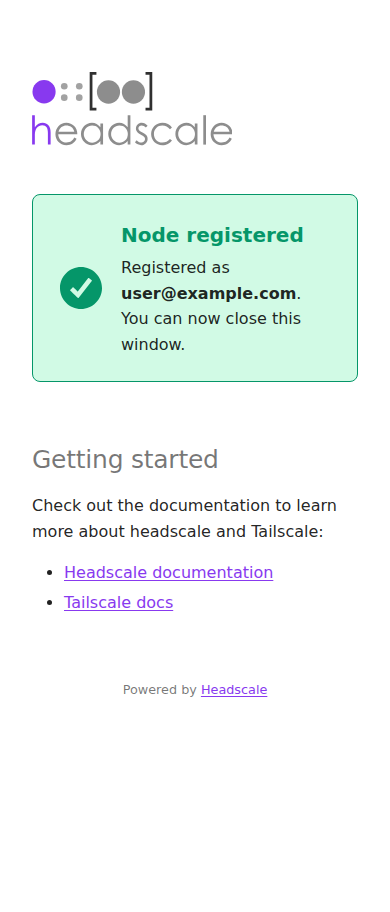 headscale
Node registered
Registered as
user@example.com.
You can now close this
window.
Getting started
Check out the documentation to learn
more about headscale and Tailscale:
• Headscale documentation
• Tailscale docs
Powered by Headscale